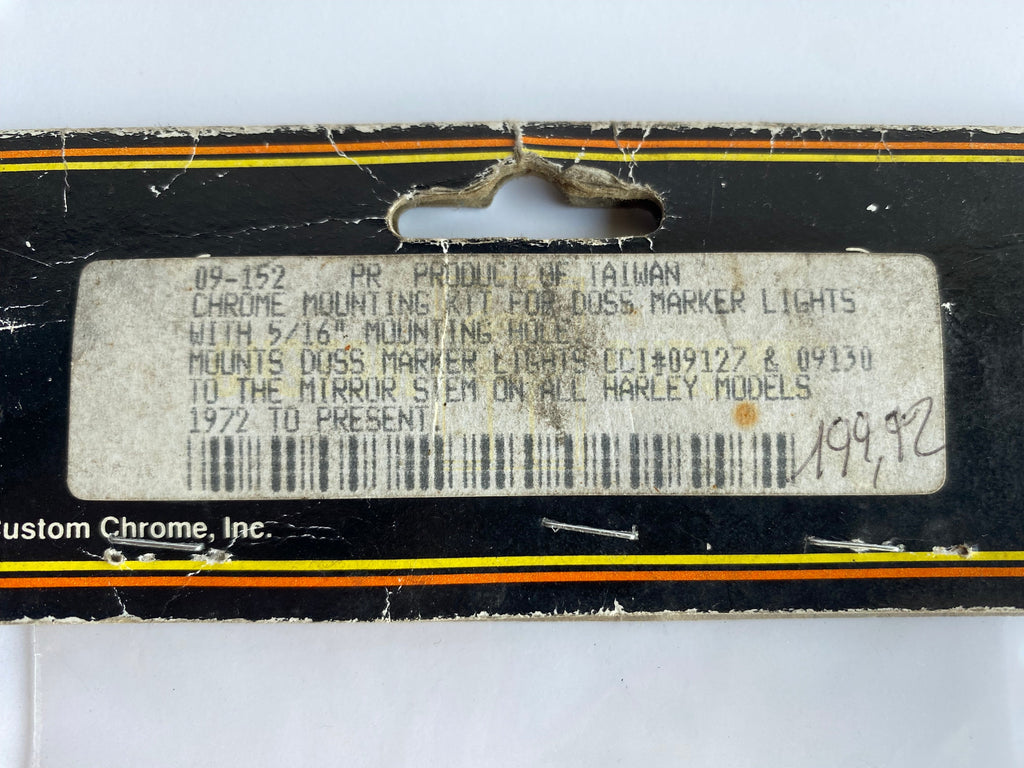 09-152 PR PRODUCT OF TAIWAN
CHROME MOUNTING KIT FOR DOSS MARKER LIGHTS
WITH 5/16" MOUNTING HOLE
MOUNTS DOSS MARKER LIGHTS CCI#09127 & 09130
TO THE MIRROR STEM ON ALL HARLEY MODELS
1972 TO PRESENT
199,92
ustom Chrome, Inc.